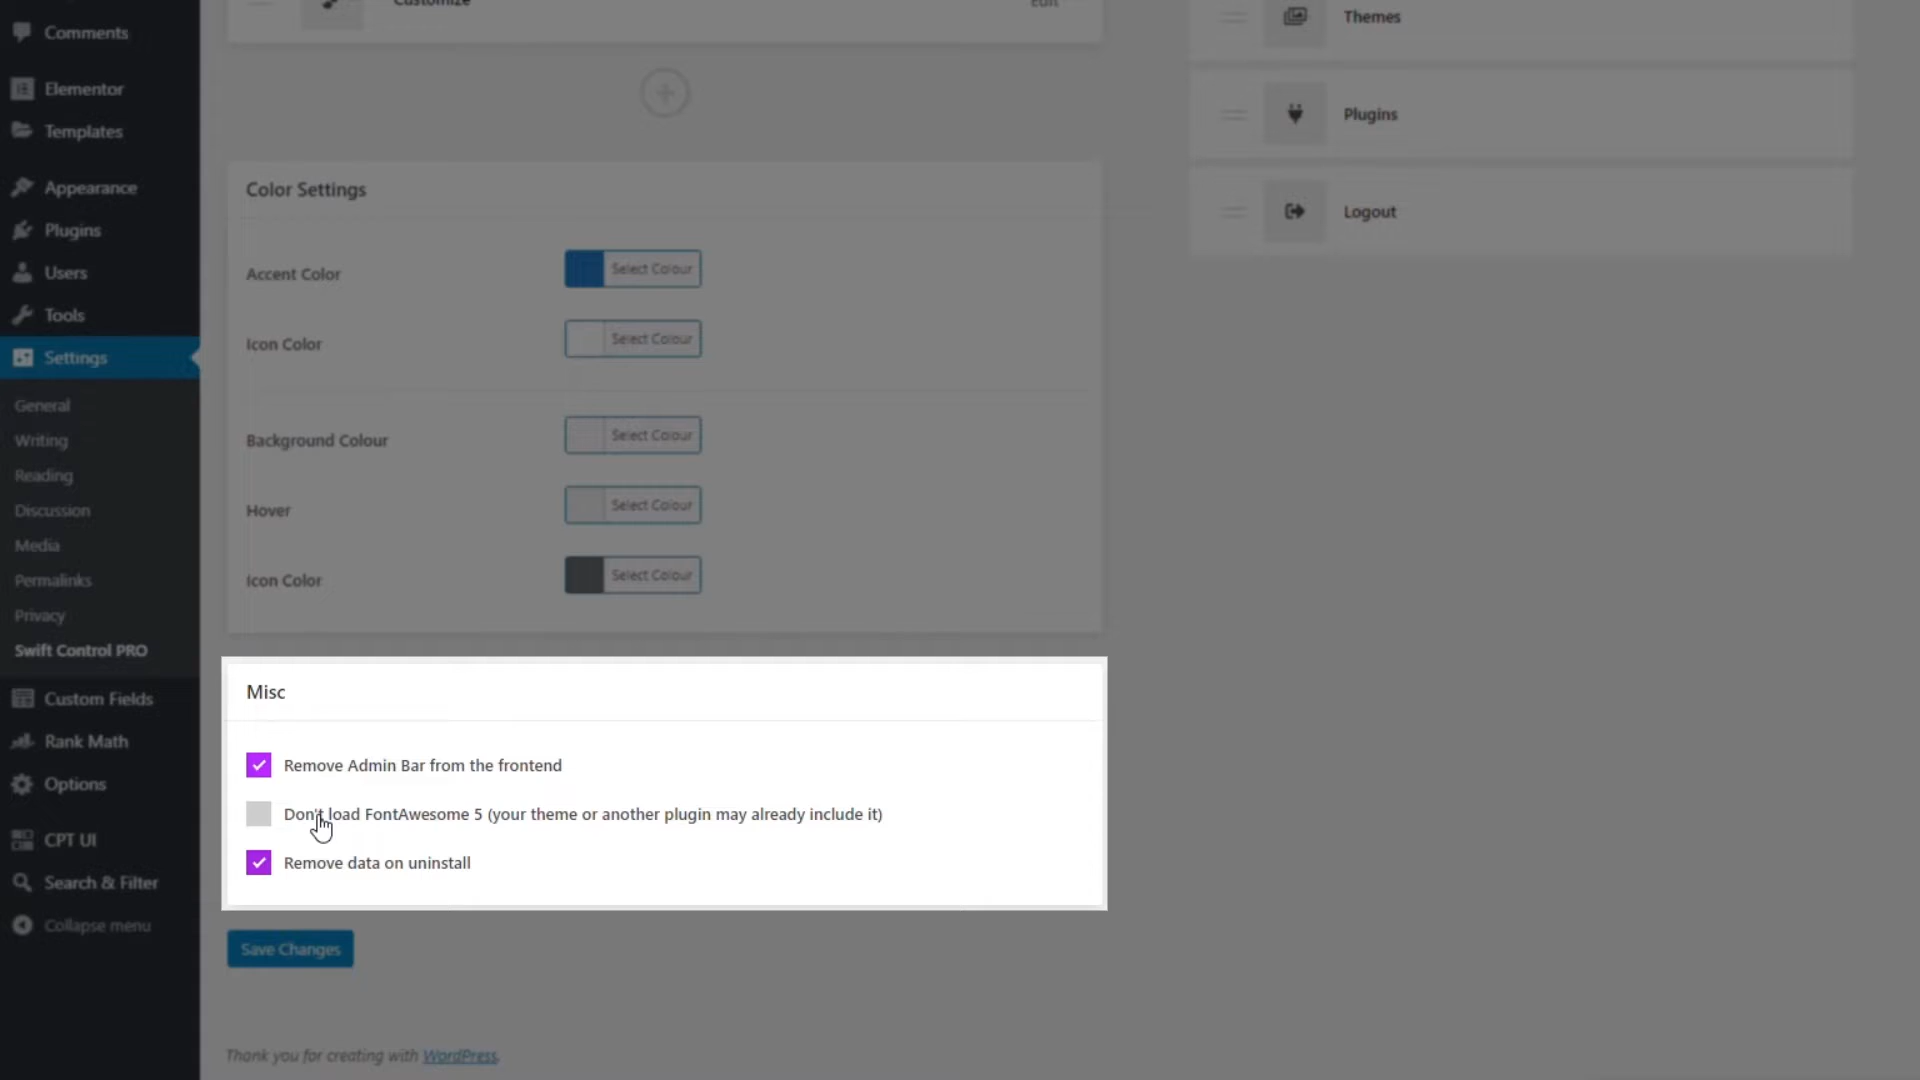 Comments
Elementor
Templates
Appearance
Plugins
Users
Tools
Settings
General
Writing
Reading
Discussion
Media
Permalinks
Privacy
Swift Control PRO
Custom Fields
Rank Math
Options
CPT UI
Search & Filter
Collapse menu
Customize
Edit
Color Settings
Accent Color
Select Colour
Icon Color
Select Colour
Background Colour
Select Colour
Hover
Select Colour
Icon Color
Select Colour
Misc
Remove Admin Bar from the frontend
Don't load FontAwesome 5 (your theme or another plugin may already include it)
Remove data on uninstall
Save Changes
Thank you for creating with WordPress.
Themes
Plugins
Logout